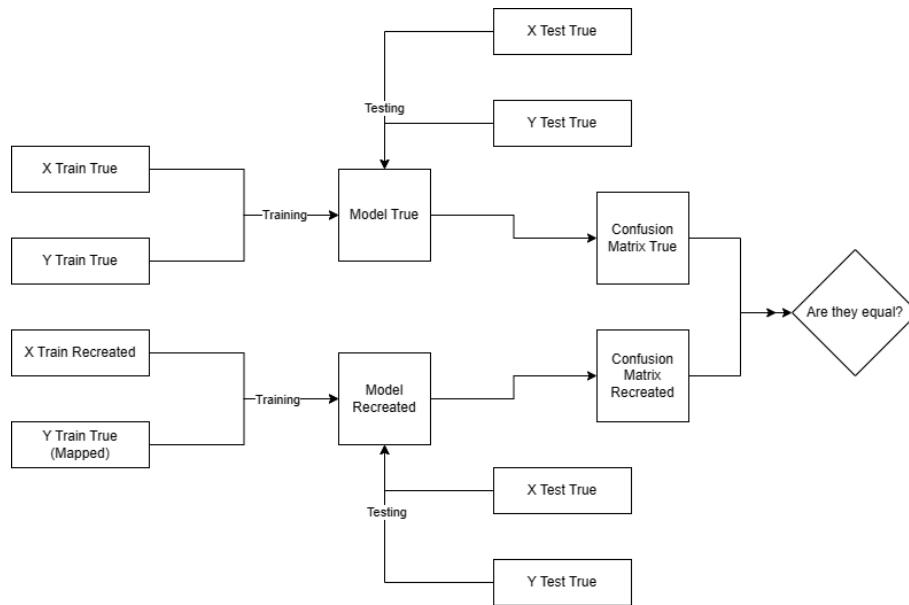 X Test True
Testing
Y Test True
X Train True
Training
Model True
Y Train True
Confusion
Matrix True
Are they equal?
X Train Recreated
Training
Model
Recreated
Confusion
Matrix
Recreated
Y Train True
(Mapped)
X Test True
Testing
Y Test True